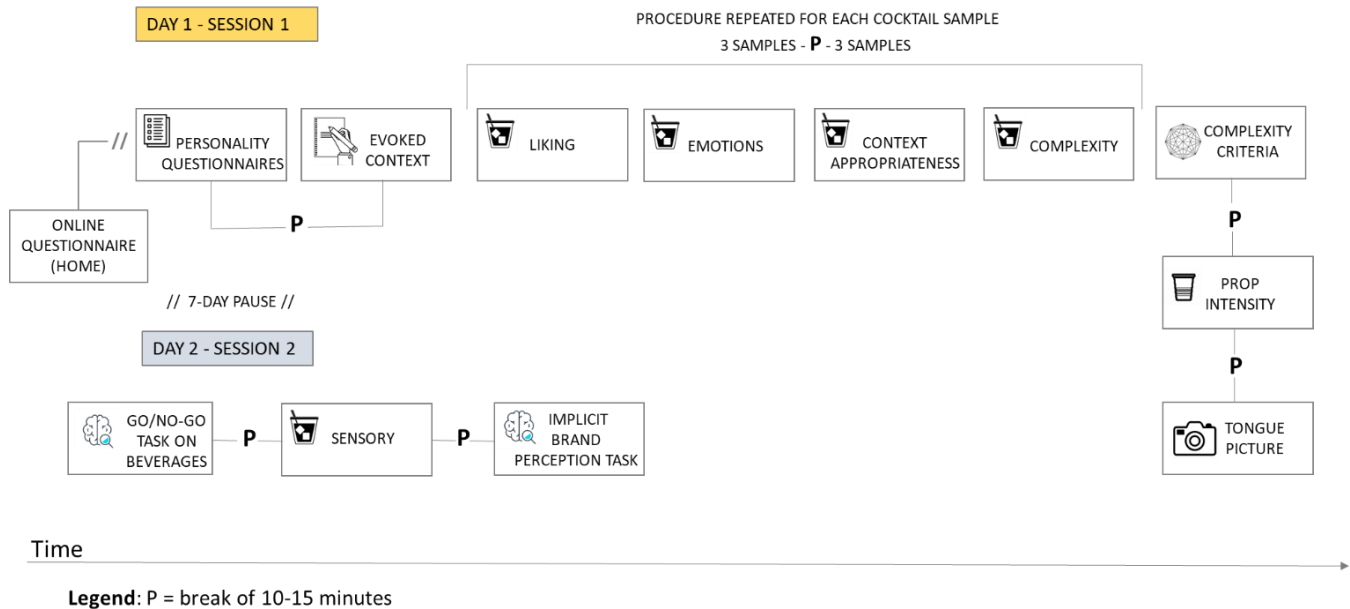 DAY 1 - SESSION 1
PROCEDURE REPEATED FOR EACH COCKTAIL SAMPLE
3 SAMPLES - P - 3 SAMPLES
//
PERSONALITY
QUESTIONNAIRES
EVOKED
CONTEXT
LIKING
EMOTIONS
CONTEXT
APPROPRIATENESS
COMPLEXITY
COMPLEXITY
CRITERIA
P
ONLINE
QUESTIONNAIRE
(HOME)
P
PROP
INTENSITY
P
TONGUE
PICTURE
// 7-DAY PAUSE //
DAY 2 - SESSION 2
GO/NO-GO
TASK ON
BEVERAGES
P
SENSORY
P
IMPLICIT
BRAND
PERCEPTION TASK
Time
Legend: P = break of 10-15 minutes